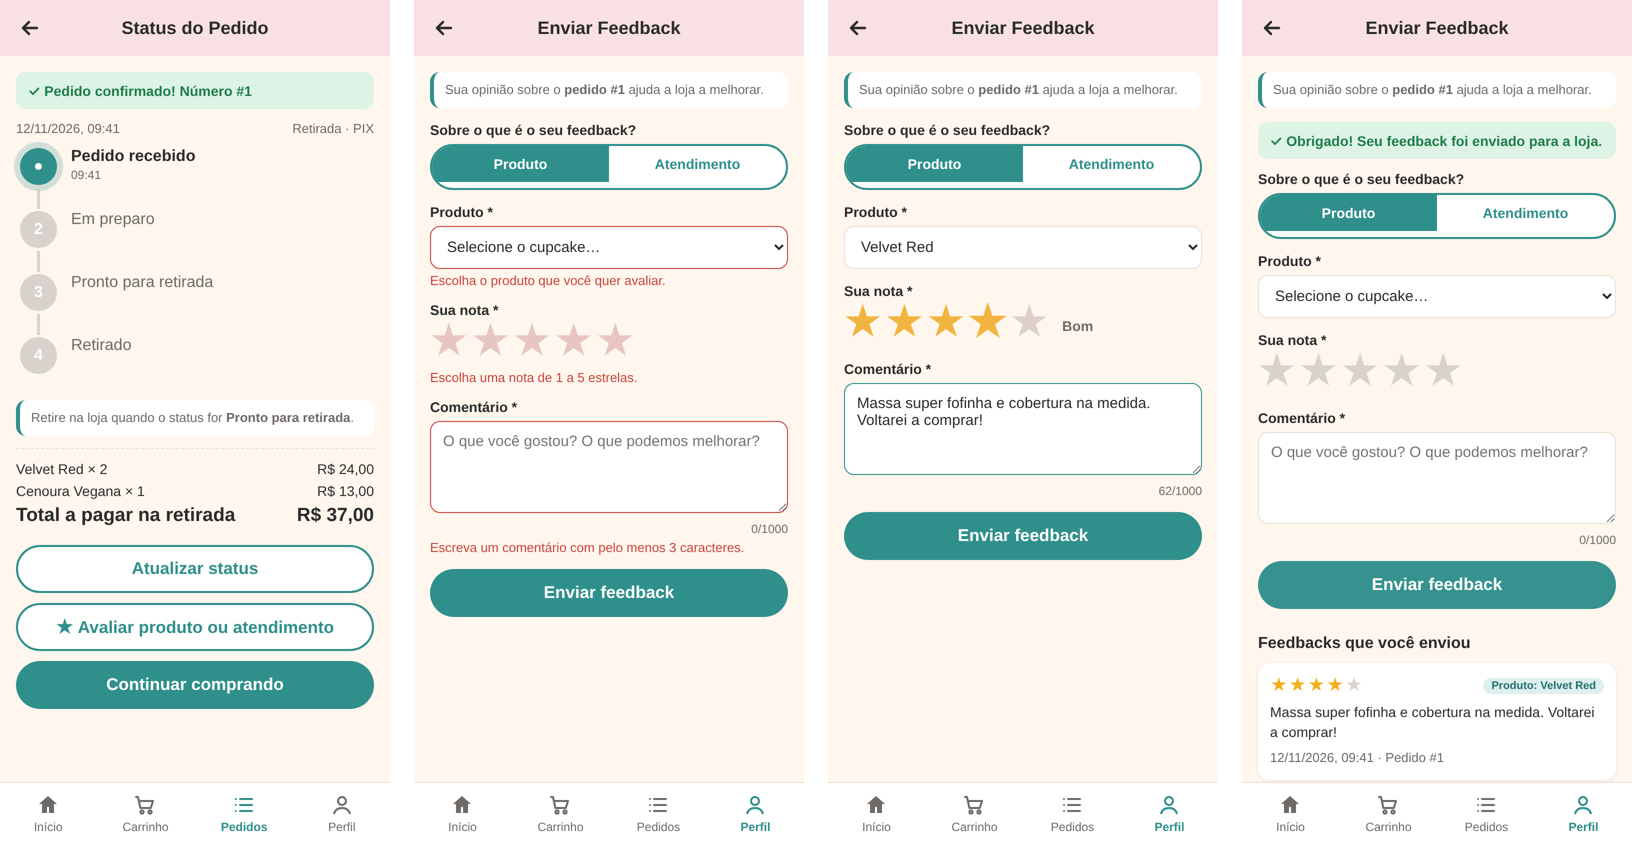 Status do Pedido
✓ Pedido confirmado! Número #1
12/11/2026, 09:41
Retirada · PIX
Pedido recebido
09:41
2
Em preparo
3
Pronto para retirada
4
Retirado
Retire na loja quando o status for Pronto para retirada.
Velvet Red × 2
R$ 24,00
Cenoura Vegana × 1
R$ 13,00
Total a pagar na retirada
R$ 37,00
Atualizar status
★ Avaliar produto ou atendimento
Continuar comprando
Início
Carrinho
Pedidos
Perfil
Enviar Feedback
Sua opinião sobre o pedido #1 ajuda a loja a melhorar.
Sobre o que é o seu feedback?
Produto
Atendimento
Produto *
Selecione o cupcake…
Escolha o produto que você quer avaliar.
Sua nota *
Escolha uma nota de 1 a 5 estrelas.
Comentário *
O que você gostou? O que podemos melhorar?
0/1000
Escreva um comentário com pelo menos 3 caracteres.
Enviar feedback
Início
Carrinho
Pedidos
Perfil
Enviar Feedback
Sua opinião sobre o pedido #1 ajuda a loja a melhorar.
Sobre o que é o seu feedback?
Produto
Atendimento
Produto *
Velvet Red
Sua nota *
Bom
Comentário *
Massa super fofinha e cobertura na medida.
Voltarei a comprar!
62/1000
Enviar feedback
Início
Carrinho
Pedidos
Perfil
Enviar Feedback
Sua opinião sobre o pedido #1 ajuda a loja a melhorar.
✓ Obrigado! Seu feedback foi enviado para a loja.
Sobre o que é o seu feedback?
Produto
Atendimento
Produto *
Selecione o cupcake…
Sua nota *
Comentário *
O que você gostou? O que podemos melhorar?
0/1000
Enviar feedback
Feedbacks que você enviou
Produto: Velvet Red
Massa super fofinha e cobertura na medida. Voltarei
a comprar!
12/11/2026, 09:41 · Pedido #1
Início
Carrinho
Pedidos
Perfil